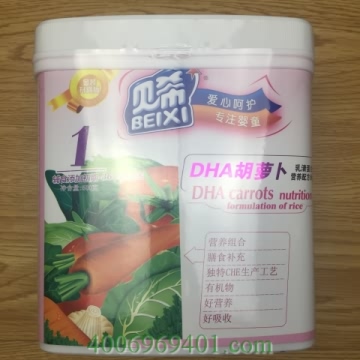 贝希
BEIXI
爱心呵护
专注婴童
1
DHA胡萝卜
DHA carrots nutrition
formulation of rice
营养组合
膳食补充
独特CHE生产工艺
有机物
好营养
好吸收
4006969401.com